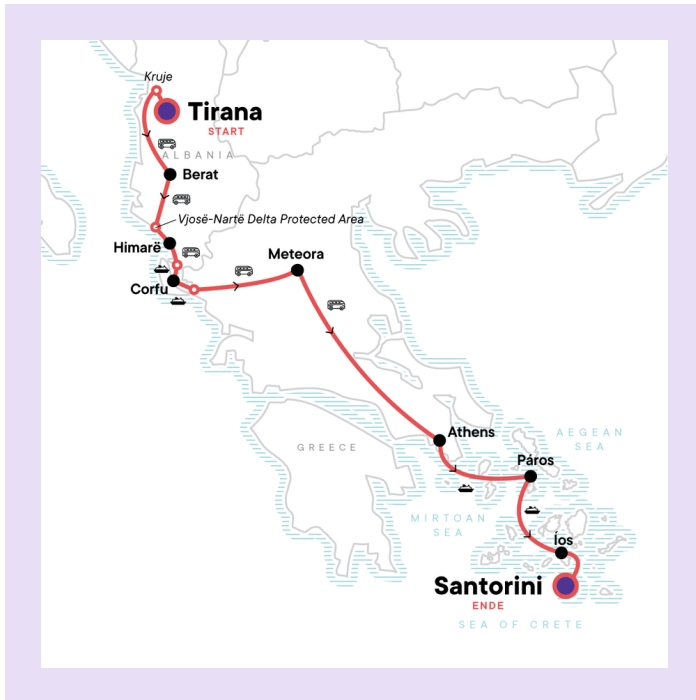 Kruje
Tirana
START
ALBANIA
Berat
Vjosë-Nartë Delta Protected Area
Himarë
Meteora
Corfu
GREECE
Athens
AEGEAN
SEA
Páros
MIRTOAN
SEA
Íos
Santorini
ENDE
SEA OF CRETE